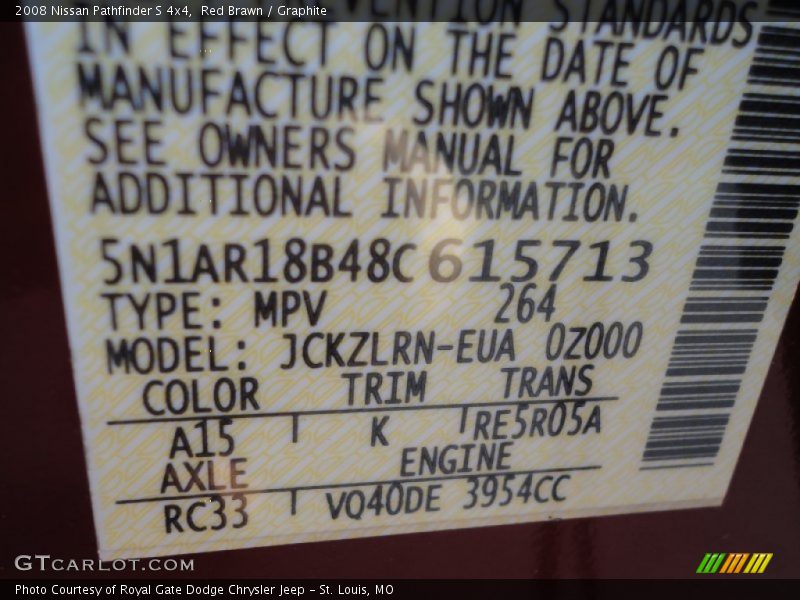 2008 Nissan Pathfinder S 4x4, Red Brawn / Graphite
VENTION STANDARDS
IN EFFECT ON THE DATE OF
MANUFACTURE SHOWN ABOVE.
SEE OWNERS MANUAL FOR
ADDITIONAL INFORMATION.
5N1AR18B48C615713
TYPE: MPV 264
MODEL: JCKZLRN-EUA 0Z000
COLOR TRIM TRANS
A15 K RE5R05A
AXLE ENGINE
RC33 VQ40DE 3954CC
GTCARLOT.COM
Photo Courtesy of Royal Gate Dodge Chrysler Jeep - St. Louis, MO